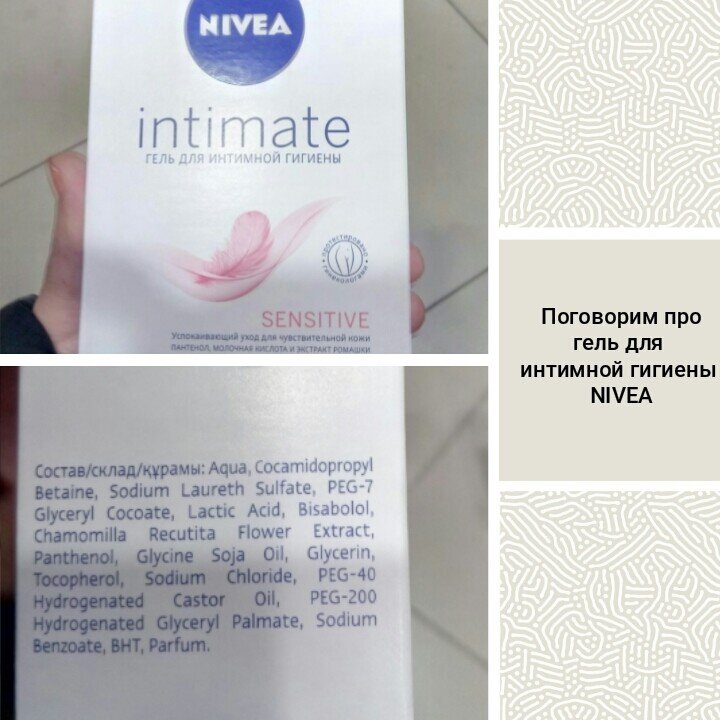 NIVEA
intimate
ГЕЛЬ ДЛЯ ИНТИМНОЙ ГИГИЕНЫ
ПРОТЕСТИРОВАНО
ГИНЕКОЛОГАМИ
SENSITIVE
Успокаивающий уход для чувствительной кожи
ПАНТЕНОЛ, МОЛОЧНАЯ КИСЛОТА И ЭКСТРАКТ РОМАШКИ
Состав/склад/құрамы: Aqua, Cocamidopropyl
Betaine, Sodium Laureth Sulfate, PEG-7
Glyceryl Cocoate, Lactic Acid, Bisabolol,
Chamomilla Recutita Flower Extract,
Panthenol, Glycine Soja Oil, Glycerin,
Tocopherol, Sodium Chloride, PEG-40
Hydrogenated Castor Oil, PEG-200
Hydrogenated Glyceryl Palmate, Sodium
Benzoate, BHT, Parfum.
Поговорим про
гель для
интимной гигиены
NIVEA